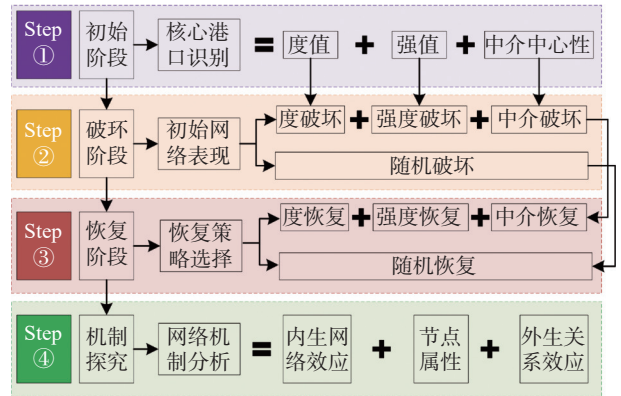 Step
①
初始
阶段
核心港
口识别
=
度值
+
强值
+
中介中心性
Step
②
破环
阶段
初始网
络表现
度破坏
+
强度破坏
+
中介破坏
随机破坏
Step
③
恢复
阶段
恢复策
略选择
度恢复
+
强度恢复
+
中介恢复
随机恢复
Step
④
机制
探究
网络机
制分析
=
内生网
络效应
+
节点
属性
+
外生关
系效应